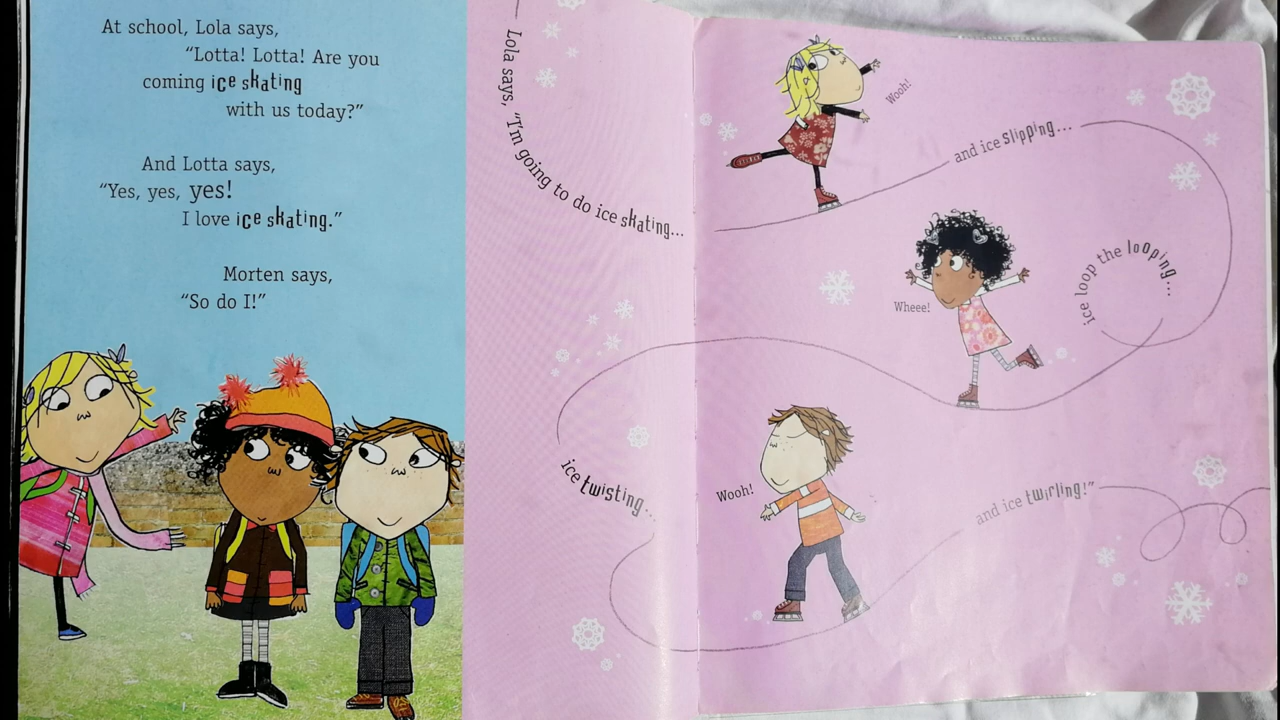 At school, Lola says,
“Lotta! Lotta! Are you
coming ice skating
with us today?”
And Lotta says,
“Yes, yes, yes!
I love ice skating.”
Morten says,
“So do I!”
Lola says, “I'm going to do ice skating...
Wooh!
and ice slipping...
ice loop the looping...
Wheee!
ice twisting...
Wooh!
and ice twirling!”